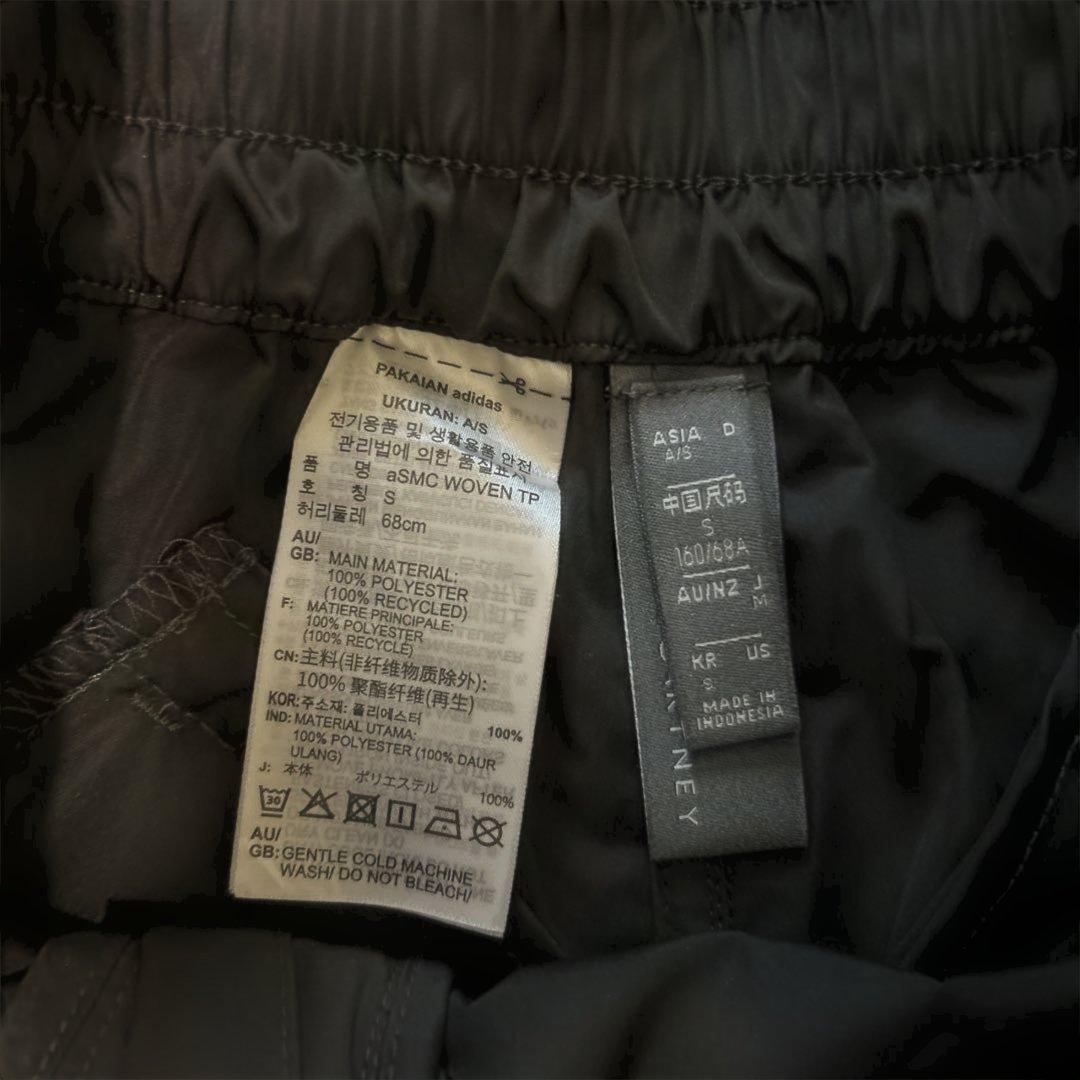 PAKAIAN adidas
UKURAN: A/S
전기용품 및 생활용품 안전
관리법에 의한 품질표시
품 명 aSMC WOVEN TP
호 칭 S
허리둘레 68cm
AU/
GB: MAIN MATERIAL:
100% POLYESTER
(100% RECYCLED)
F: MATIERE PRINCIPALE:
100% POLYESTER
(100% RECYCLÉ)
CN: 主料(非纤维物质除外):
100% 聚酯纤维(再生)
KOR: 주소재: 폴리에스터 100%
IND: MATERIAL UTAMA:
100% POLYESTER (100% DAUR
ULANG)
J: 本体 ポリエステル 100%
30
AU/
GB: GENTLE COLD MACHINE
WASH/ DO NOT BLEACH/
ASIA D
A/S
中国尺码
S
160/68A
AU/NZ J
M
KR US
S
MADE IN
INDONESIA
TNEY